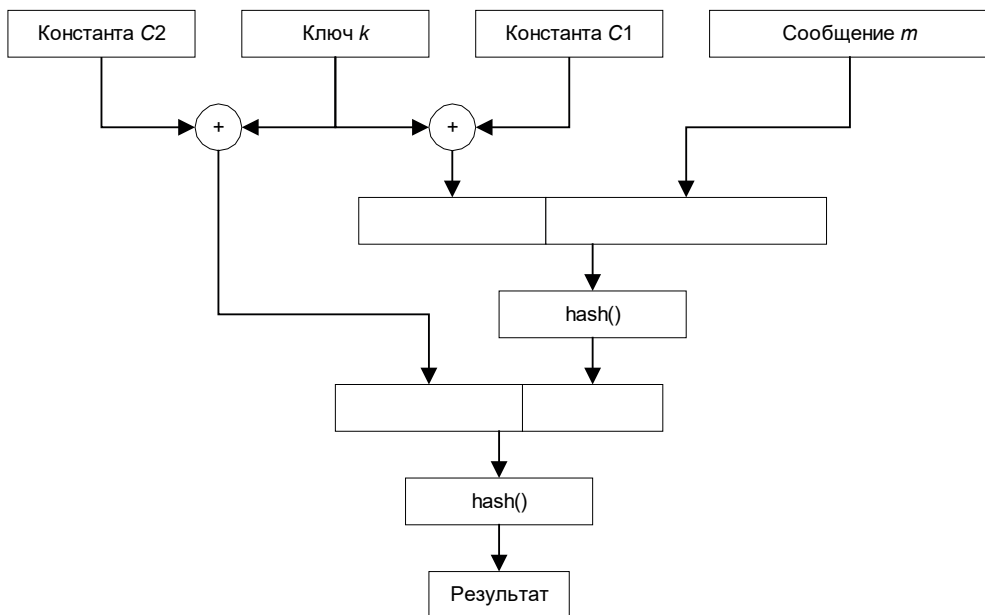 Константа C2
Ключ k
Константа C1
Сообщение m
+
+
hash()
hash()
Результат